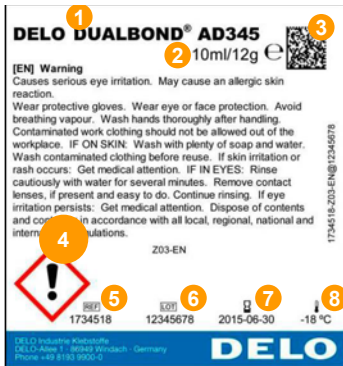 1
DELO DUALBOND® AD345
3
2 10ml/12g ℮
[EN] Warning
Causes serious eye irritation. May cause an allergic skin
reaction.
Wear protective gloves. Wear eye or face protection. Avoid
breathing vapour. Wash hands thoroughly after handling.
Contaminated work clothing should not be allowed out of the
workplace. IF ON SKIN: Wash with plenty of soap and water.
Wash contaminated clothing before reuse. If skin irritation or
rash occurs: Get medical attention. IF IN EYES: Rinse
cautiously with water for several minutes. Remove contact
lenses, if present and easy to do. Continue rinsing. If eye
irritation persists: Get medical attention. Dispose of contents
and in accordance with all local, regional, national and
1734518-Z03-EN@12345678
4
Z03-EN
5 6 7 8
REF LOT
1734518 12345678 2015-06-30 -18 ºC
DELO Industrie Klebstoffe
DELO-Allee 1 · 86949 Windach · Germany
Phone +49 8193 9900-0
DELO